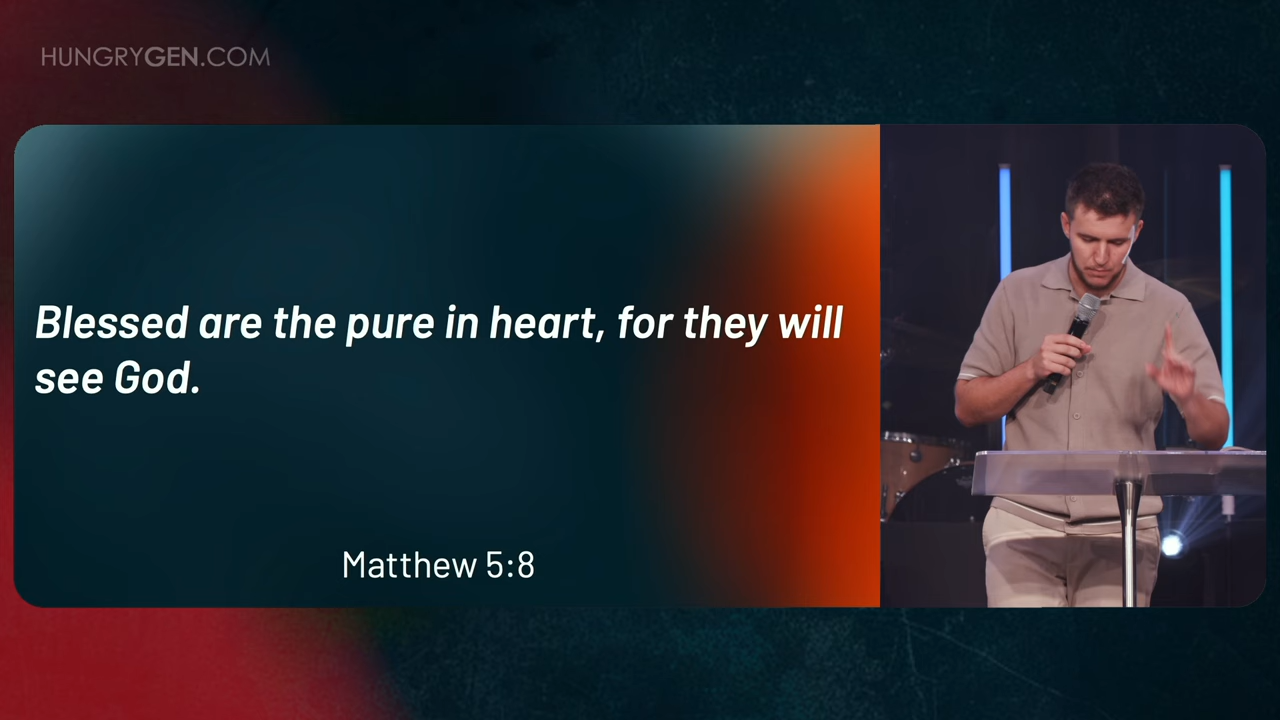 HUNGRYGEN.COM
Blessed are the pure in heart, for they will
see God.
Matthew 5:8